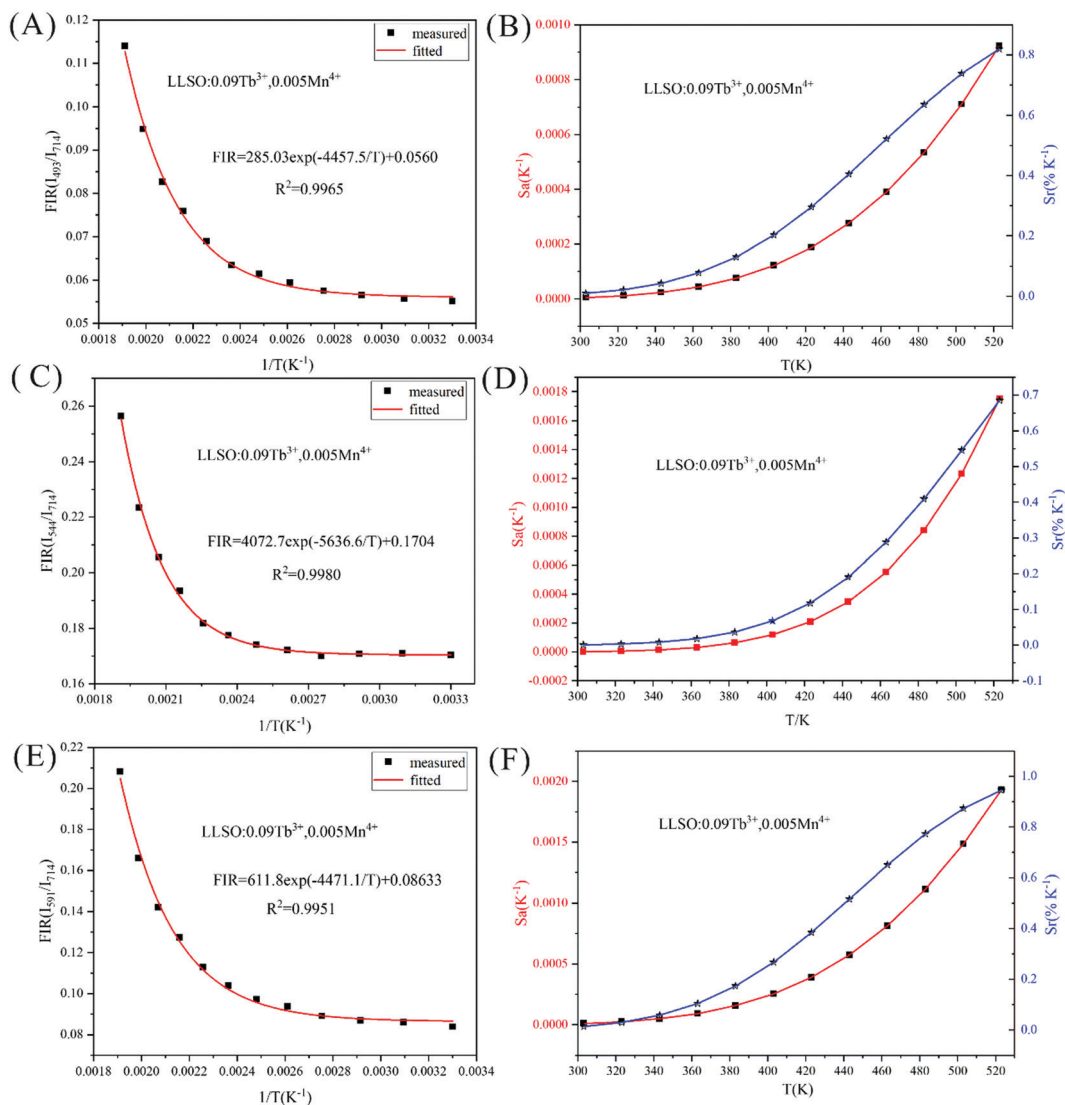 (A)
measured
fitted
LLSO:0.09Tb³⁺,0.005Mn⁴⁺
FIR=285.03exp(-4457.5/T)+0.0560
R²=0.9965
FIR(I₄₉₃/I₇₁₄)
0.12
0.11
0.10
0.09
0.08
0.07
0.06
0.05
0.0018 0.0020 0.0022 0.0024 0.0026 0.0028 0.0030 0.0032 0.0034
1/T(K⁻¹)
(B)
LLSO:0.09Tb³⁺,0.005Mn⁴⁺
Sa(K⁻¹)
0.0010
0.0008
0.0006
0.0004
0.0002
0.0000
Sr(% K⁻¹)
0.8
0.6
0.4
0.2
0.0
300 320 340 360 380 400 420 440 460 480 500 520
T(K)
(C)
measured
fitted
LLSO:0.09Tb³⁺,0.005Mn⁴⁺
FIR=4072.7exp(-5636.6/T)+0.1704
R²=0.9980
FIR(I₅₄₄/I₇₁₄)
0.26
0.24
0.22
0.20
0.18
0.16
0.0018 0.0021 0.0024 0.0027 0.0030 0.0033
1/T(K⁻¹)
(D)
LLSO:0.09Tb³⁺,0.005Mn⁴⁺
Sa(K⁻¹)
0.0018
0.0016
0.0014
0.0012
0.0010
0.0008
0.0006
0.0004
0.0002
0.0000
-0.0002
Sr(% K⁻¹)
0.7
0.6
0.5
0.4
0.3
0.2
0.1
0.0
-0.1
300 320 340 360 380 400 420 440 460 480 500 520
T/K
(E)
measured
fitted
LLSO:0.09Tb³⁺,0.005Mn⁴⁺
FIR=611.8exp(-4471.1/T)+0.08633
R²=0.9951
FIR(I₅₉₁/I₇₁₄)
0.22
0.20
0.18
0.16
0.14
0.12
0.10
0.08
0.0018 0.0020 0.0022 0.0024 0.0026 0.0028 0.0030 0.0032 0.0034
1/T(K⁻¹)
(F)
LLSO:0.09Tb³⁺,0.005Mn⁴⁺
Sa(K⁻¹)
0.0020
0.0015
0.0010
0.0005
0.0000
Sr(% K⁻¹)
1.0
0.8
0.6
0.4
0.2
0.0
300 320 340 360 380 400 420 440 460 480 500 520
T(K)